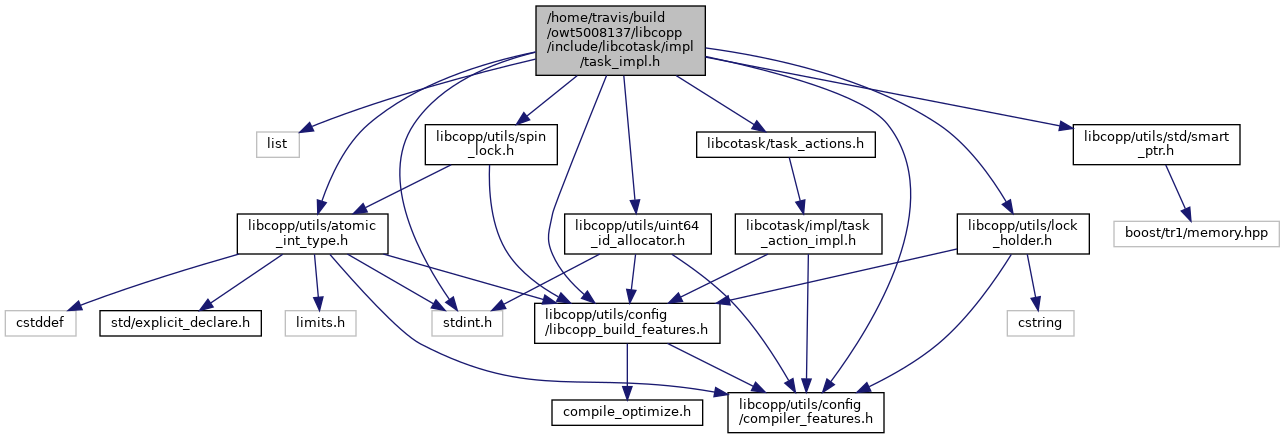 /home/travis/build
/owt5008137/libcopp
/include/libcotask/impl
/task_impl.h
list
libcopp/utils/spin
_lock.h
libcotask/task_actions.h
libcopp/utils/std/smart
_ptr.h
libcopp/utils/atomic
_int_type.h
libcopp/utils/uint64
_id_allocator.h
libcotask/impl/task
_action_impl.h
libcopp/utils/lock
_holder.h
boost/tr1/memory.hpp
cstddef
std/explicit_declare.h
limits.h
stdint.h
libcopp/utils/config
/libcopp_build_features.h
cstring
compile_optimize.h
libcopp/utils/config
/compiler_features.h